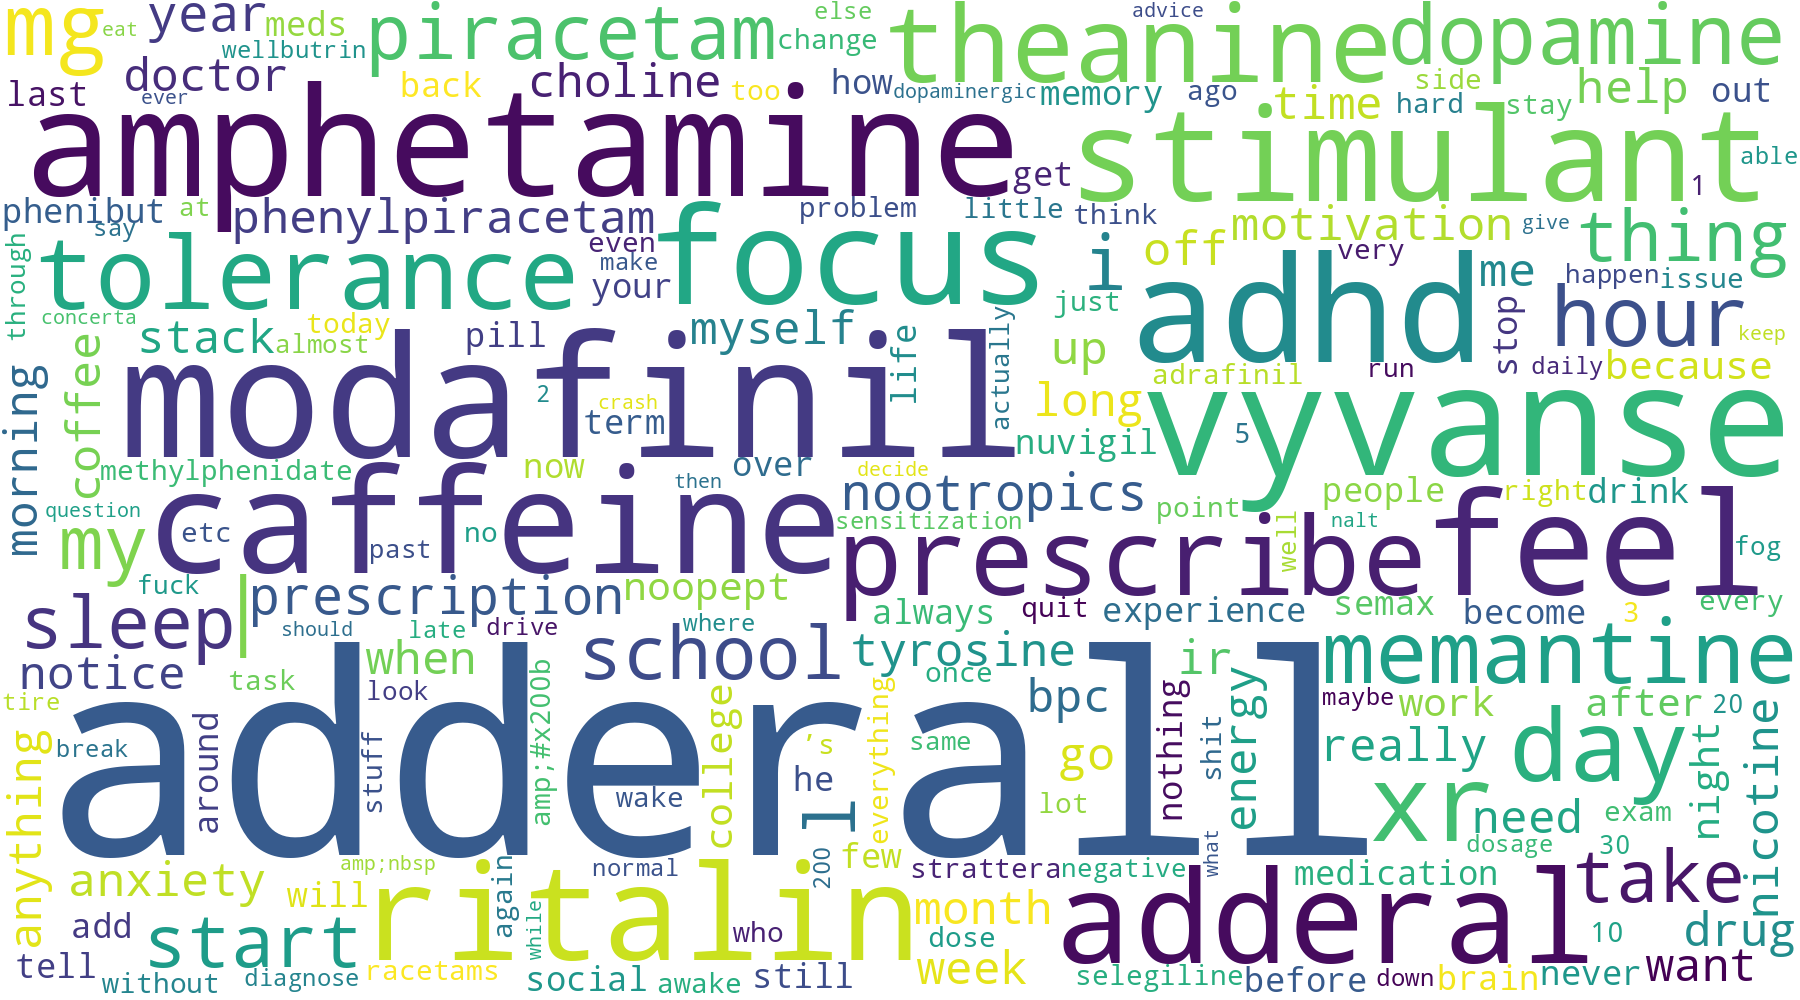 mg
eat
year
meds
wellbutrin
piracetam
else
change
theanine
advice
dopamine
last
doctor
ever
back
choline
too
how
dopaminergic
memory
ago
time
side
hard
stay
help
out
amphetamine
stimulant
able
get
1
phenibut
say
at
phenylpiracetam
problem
little
think
motivation
give
thing
through
tolerance
even
make
your
focus
i
off
very
me
happen
issue
concerta
just
adhd
hour
stop
keep
stack
today
almost
pill
myself
life
actually
up
adrafinil
run
daily
because
morning
coffee
modafinil
2
crash
term
long
vyvanse
5
nuvigil
methylphenidate
now
then
over
decide
nootropics
people
right
drink
question
my
etc
caffeine
past
no
sensitization
point
prescribe
well
nalt
feel
fog
fuck
sleep
l
prescription
noopept
always
quit
experience
semax
become
3
every
should
late
drive
where
notice
when
school
tyrosine
once
ir
memantine
task
look
tire
break
adderall
around
stuff
amp;#x200b
college
’s
he
wake
everything
same
bpc
go
lot
nothing
shit
energy
maybe
work
after
20
really
day
night
nicotine
anything
l
what
xr
need
exam
dosage
30
anxiety
amp;nbsp
will
again
ritalin
normal
200
few
strattera
negative
medication
take
add
start
while
who
month
dose
adderal
10
drug
tell
without
diagnose
racetams
social
awake
still
week
selegiline
before
down
brain
never
want